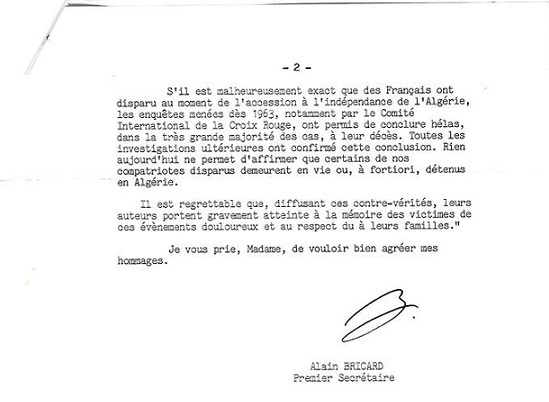 - 2 -
S'il est malheureusement exact que des Français ont
disparu au moment de l'accession à l'indépendance de l'Algérie,
les enquêtes menées dès 1963, notamment par le Comité
International de la Croix Rouge, ont permis de conclure hélas,
dans la très grande majorité des cas, à leur décès. Toutes les
investigations ultérieures ont confirmé cette conclusion. Rien
aujourd'hui ne permet d'affirmer que certains de nos
compatriotes disparus demeurent en vie ou, à fortiori, détenus
en Algérie.
Il est regrettable que, diffusant ces contre-vérités, leurs
auteurs portent gravement atteinte à la mémoire des victimes de
ces évènements douloureux et au respect du à leurs familles."
Je vous prie, Madame, de vouloir bien agréer mes
hommages.
Alain BRICARD
Premier Secrétaire